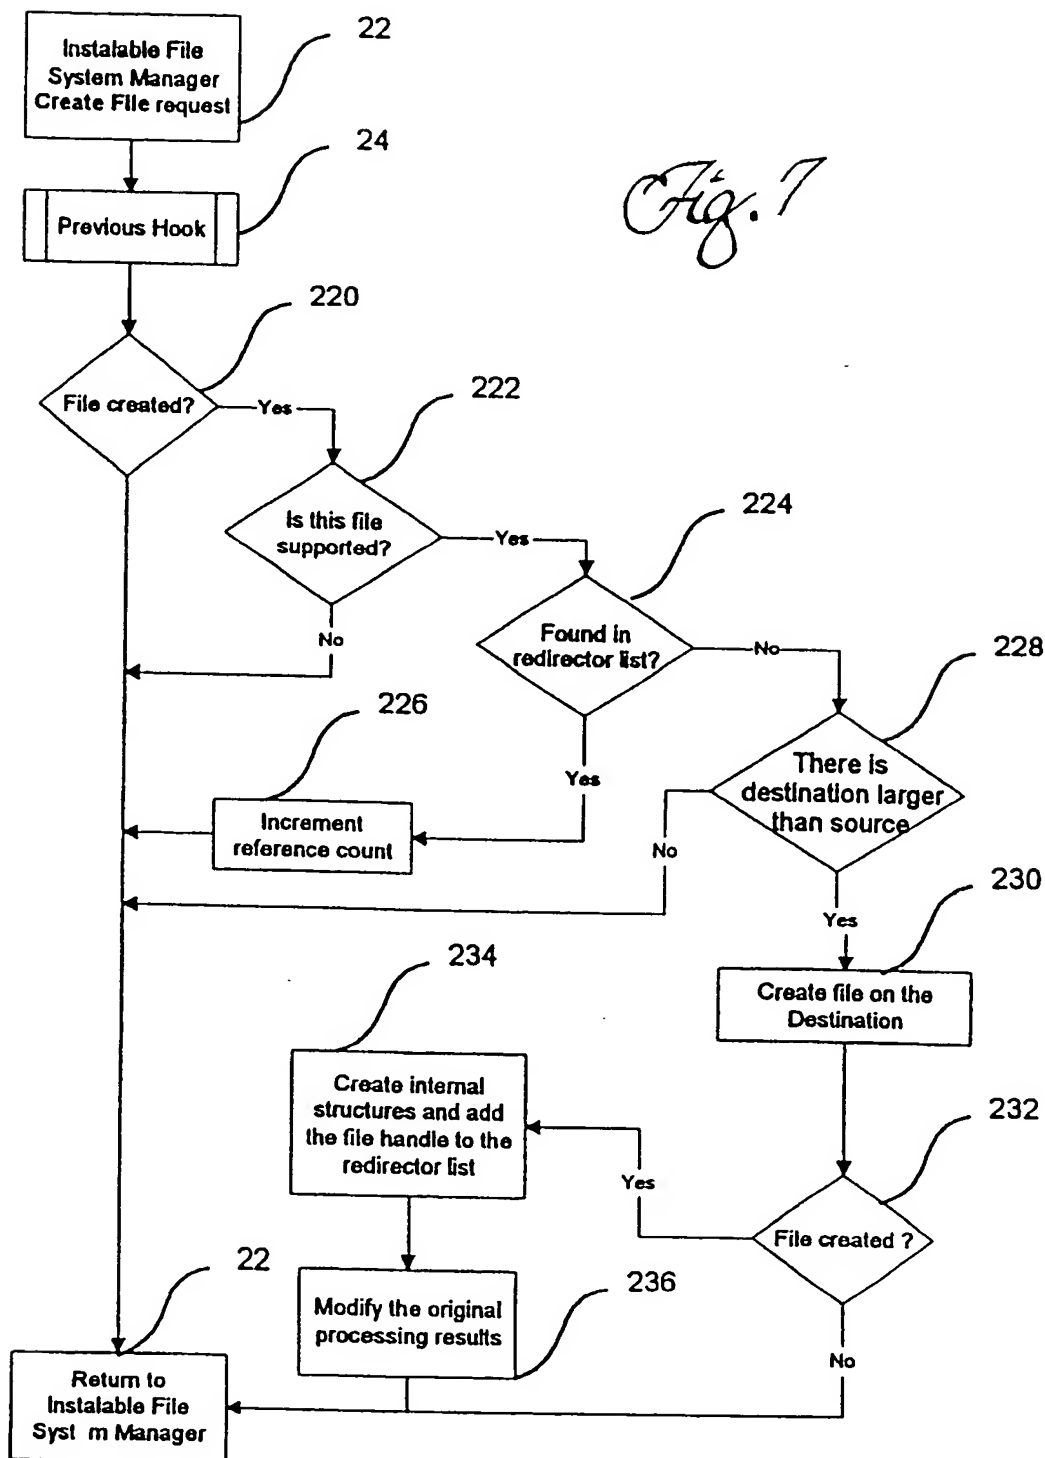 Instalable File
System Manager
Create File request
22
24
Previous Hook
Fig. 7
220
File created?
Yes
222
Is this file
supported?
Yes
No
224
Found in
redirector list?
No
Yes
226
Increment
reference count
228
There is
destination larger
than source
No
Yes
230
Create file on the
Destination
234
Create internal
structures and add
the file handle to the
redirector list
232
File created ?
Yes
No
236
Modify the original
processing results
22
Return to
Instalable File
Syst m Manager